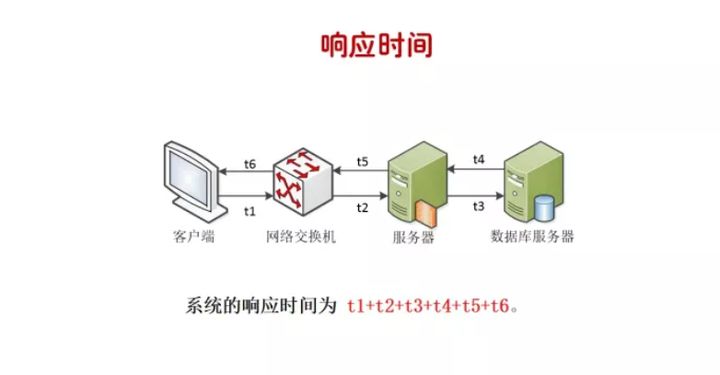 响应时间
t6 t5 t4
t1 t2 t3
客户端 网络交换机 服务器 数据库服务器
系统的响应时间为 t1+t2+t3+t4+t5+t6。